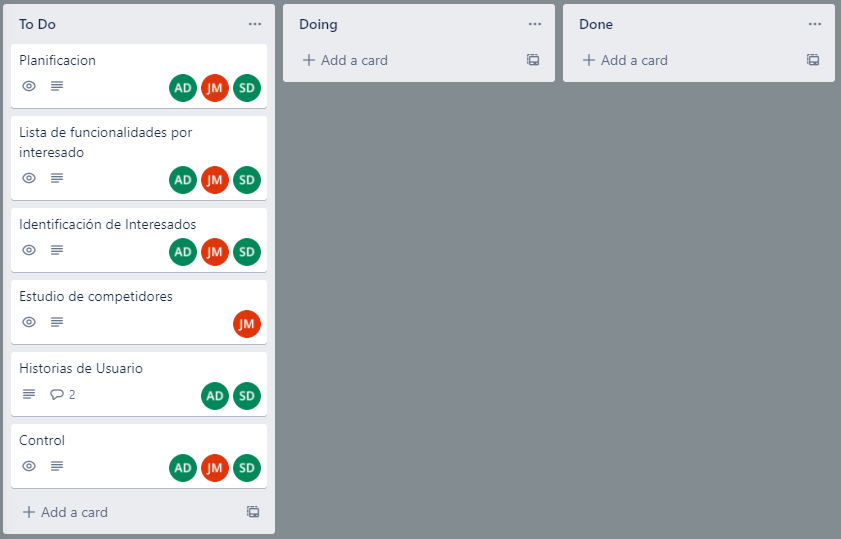 To Do
Planificacion
AD JM SD
Lista de funcionalidades por
interesado
AD JM SD
Identificación de Interesados
AD JM SD
Estudio de competidores
JM
Historias de Usuario
2
AD SD
Control
AD JM SD
Add a card
Doing
Add a card
Done
Add a card